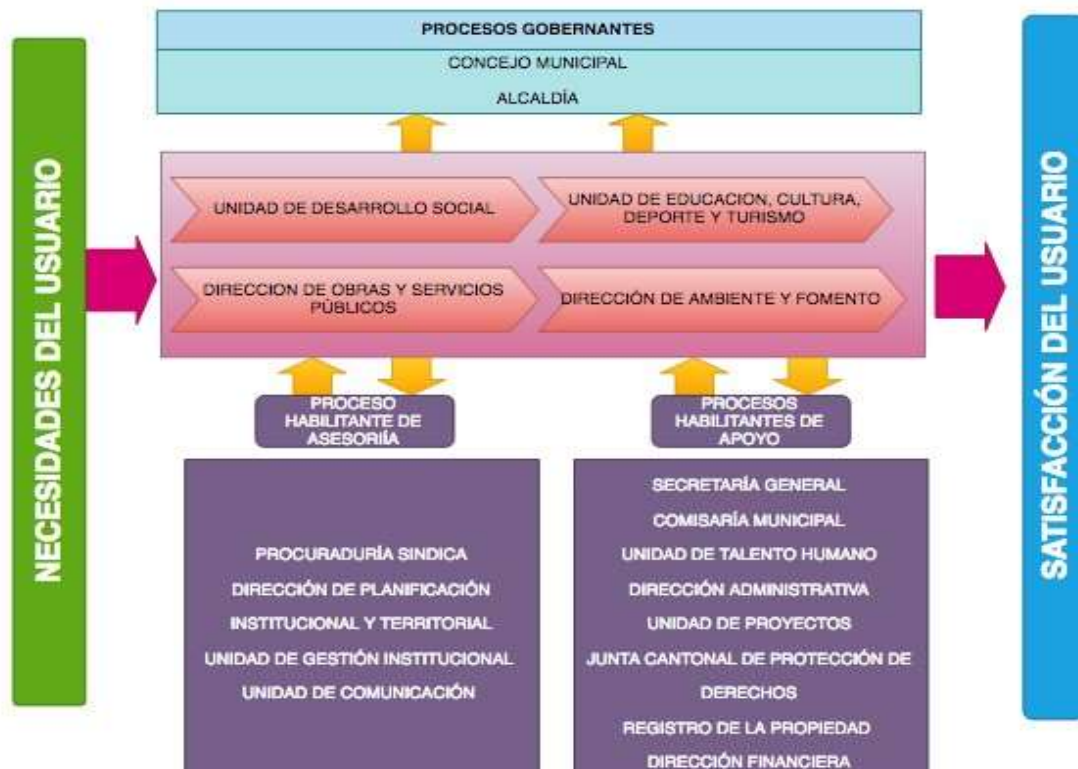 NECESIDADES DEL USUARIO
PROCESOS GOBERNANTES
CONCEJO MUNICIPAL
ALCALDÍA
UNIDAD DE DESARROLLO SOCIAL
UNIDAD DE EDUCACION, CULTURA,
DEPORTE Y TURISMO
DIRECCION DE OBRAS Y SERVICIOS
PÚBLICOS
DIRECCIÓN DE AMBIENTE Y FOMENTO
PROCESO
HABILITANTE DE
ASESORIÍA
PROCURADURÍA SINDICA
DIRECCIÓN DE PLANIFICACIÓN
INSTITUCIONAL Y TERRITORIAL
UNIDAD DE GESTIÓN INSTITUCIONAL
UNIDAD DE COMUNICACIÓN
PROCESOS
HABILITANTES DE
APOYO
SECRETARÍA GENERAL
COMISARÍA MUNICIPAL
UNIDAD DE TALENTO HUMANO
DIRECCIÓN ADMINISTRATIVA
UNIDAD DE PROYECTOS
JUNTA CANTONAL DE PROTECCIÓN DE
DERECHOS
REGISTRO DE LA PROPIEDAD
DIRECCIÓN FINANCIERA
SATISFACCIÓN DEL USUARIO